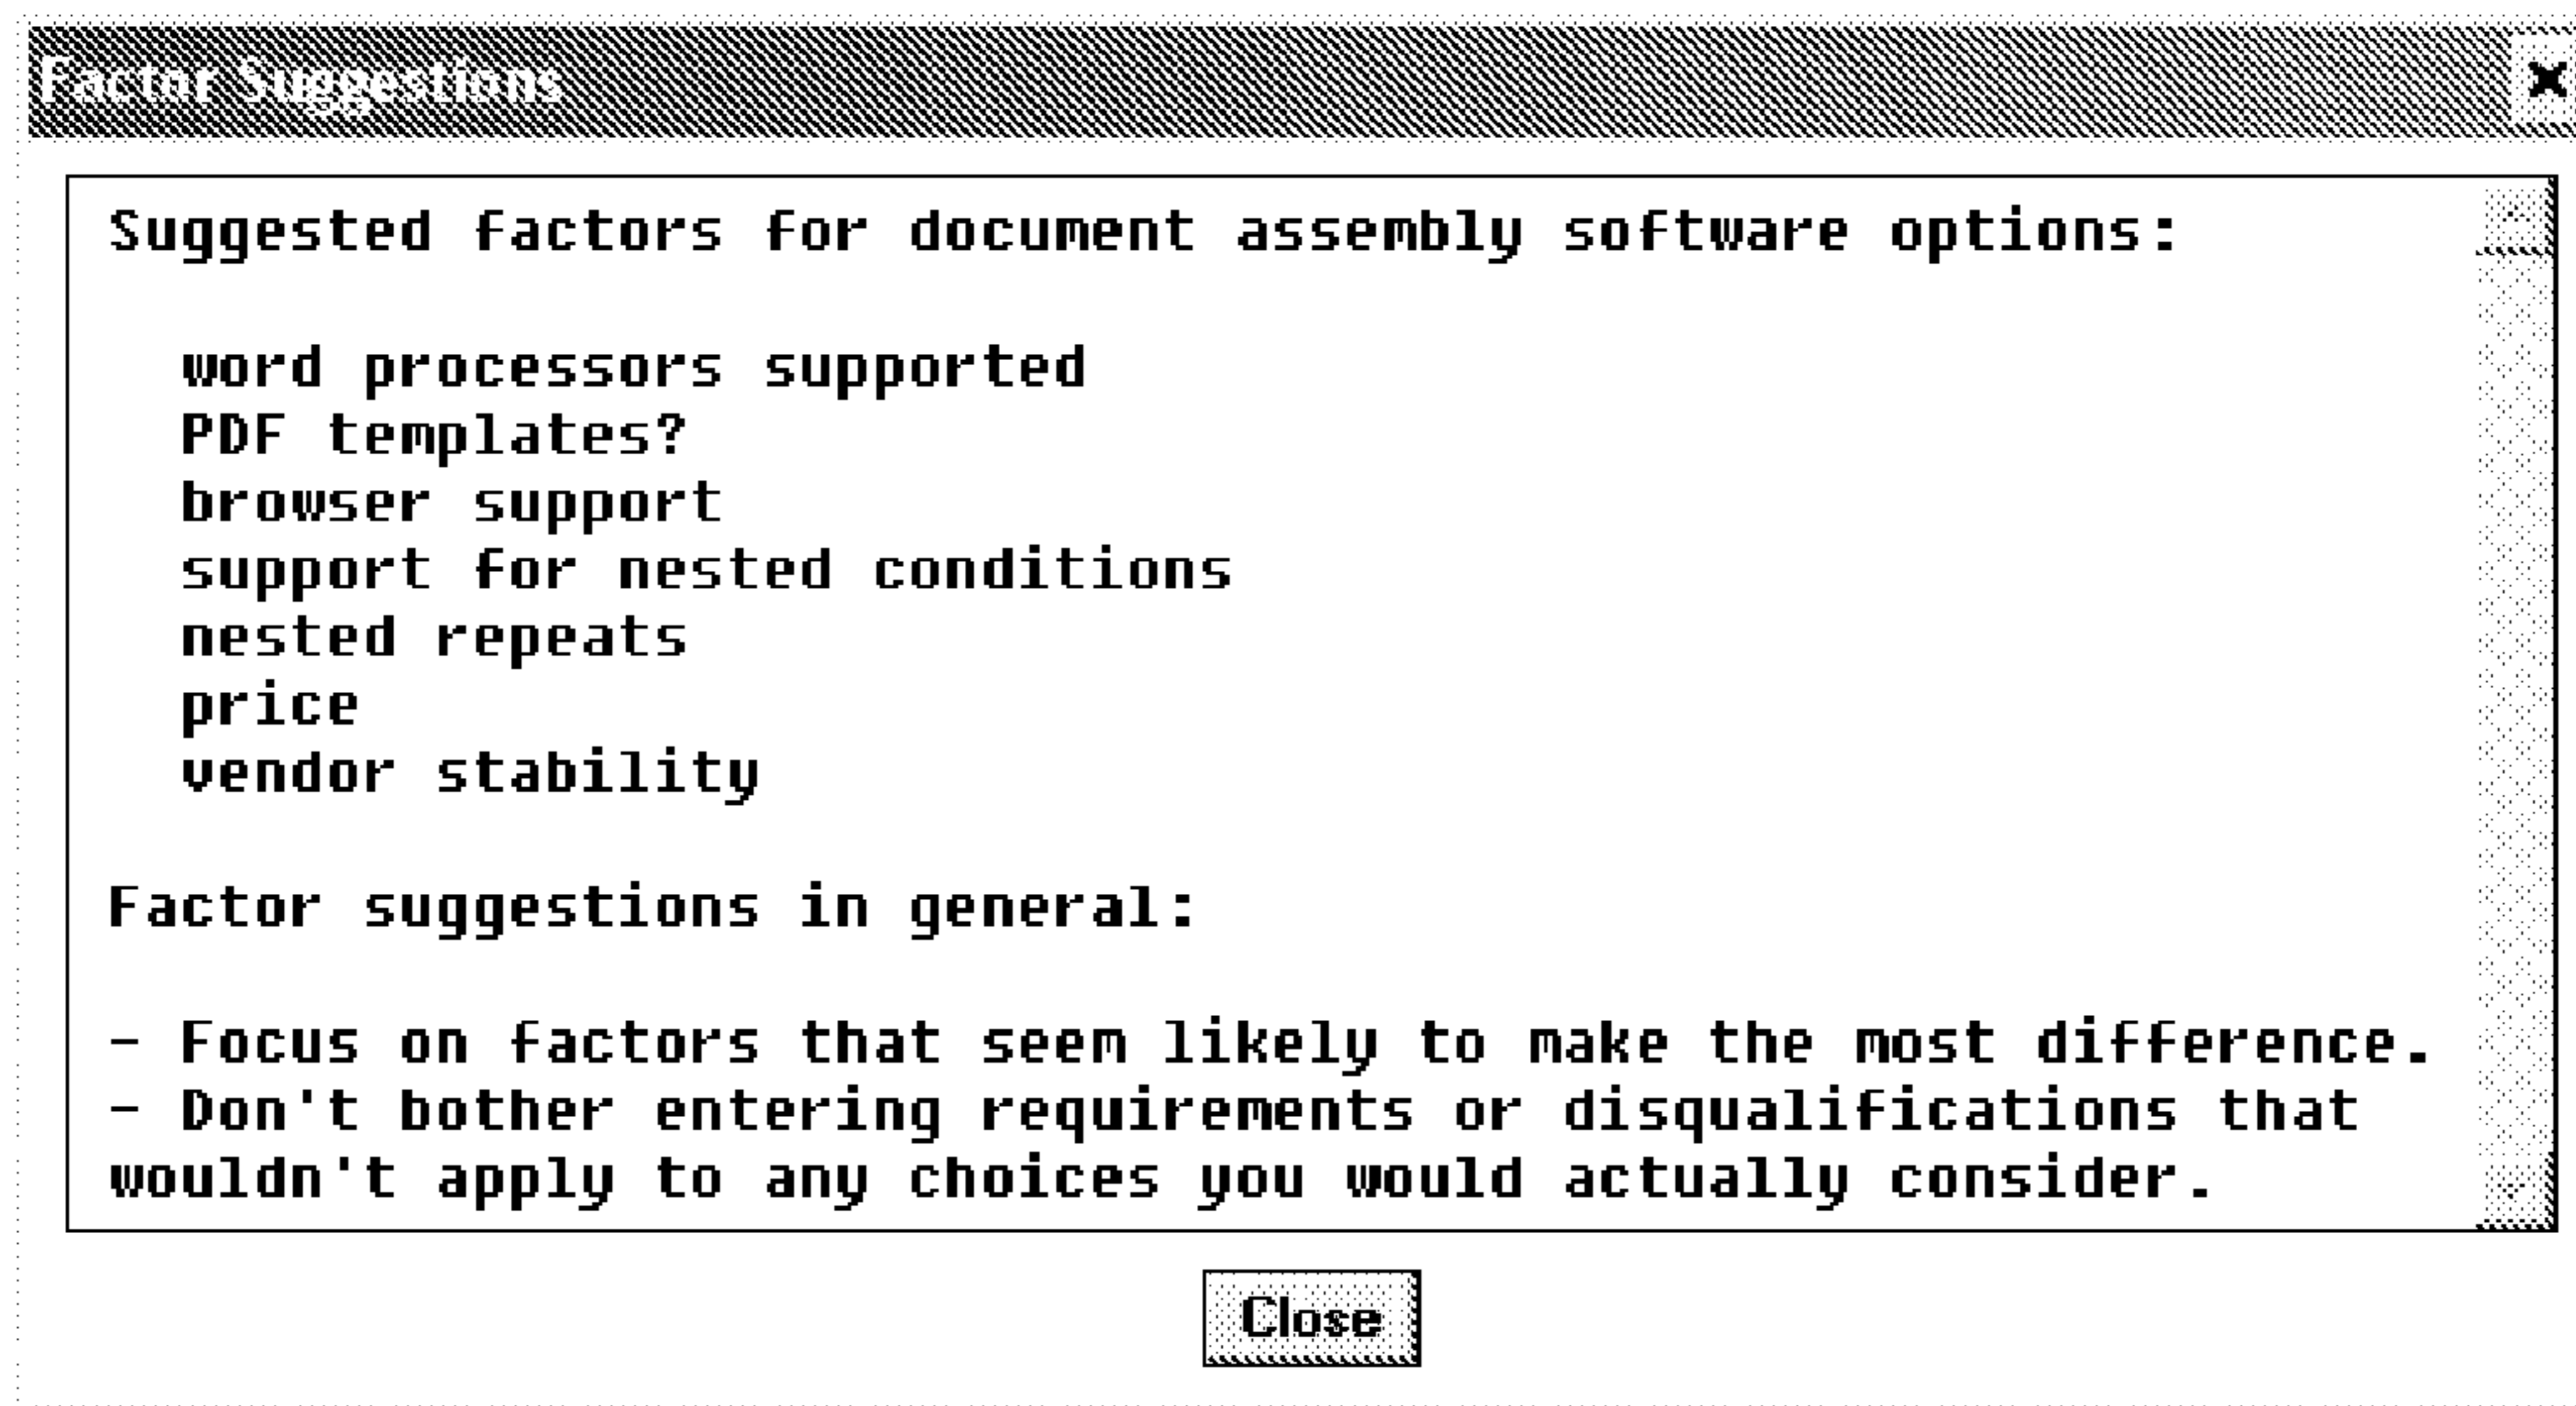 Factor Suggestions
Suggested factors for document assembly software options:
word processors supported
PDF templates?
browser support
support for nested conditions
nested repeats
price
vendor stability
Factor suggestions in general:
- Focus on factors that seem likely to make the most difference.
- Don't bother entering requirements or disqualifications that
wouldn't apply to any choices you would actually consider.
Close